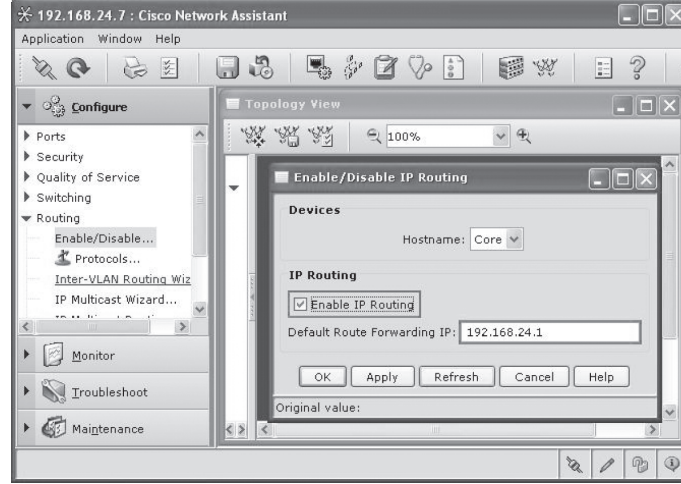 192.168.24.7 : Cisco Network Assistant
Application Window Help
Configure
Ports
Security
Quality of Service
Switching
Routing
Enable/Disable...
Protocols...
Inter-VLAN Routing Wiz
IP Multicast Wizard...
Monitor
Troubleshoot
Maintenance
Topology View
100%
Enable/Disable IP Routing
Devices
Hostname: Core
IP Routing
Enable IP Routing
Default Route Forwarding IP: 192.168.24.1
OK Apply Refresh Cancel Help
Original value: